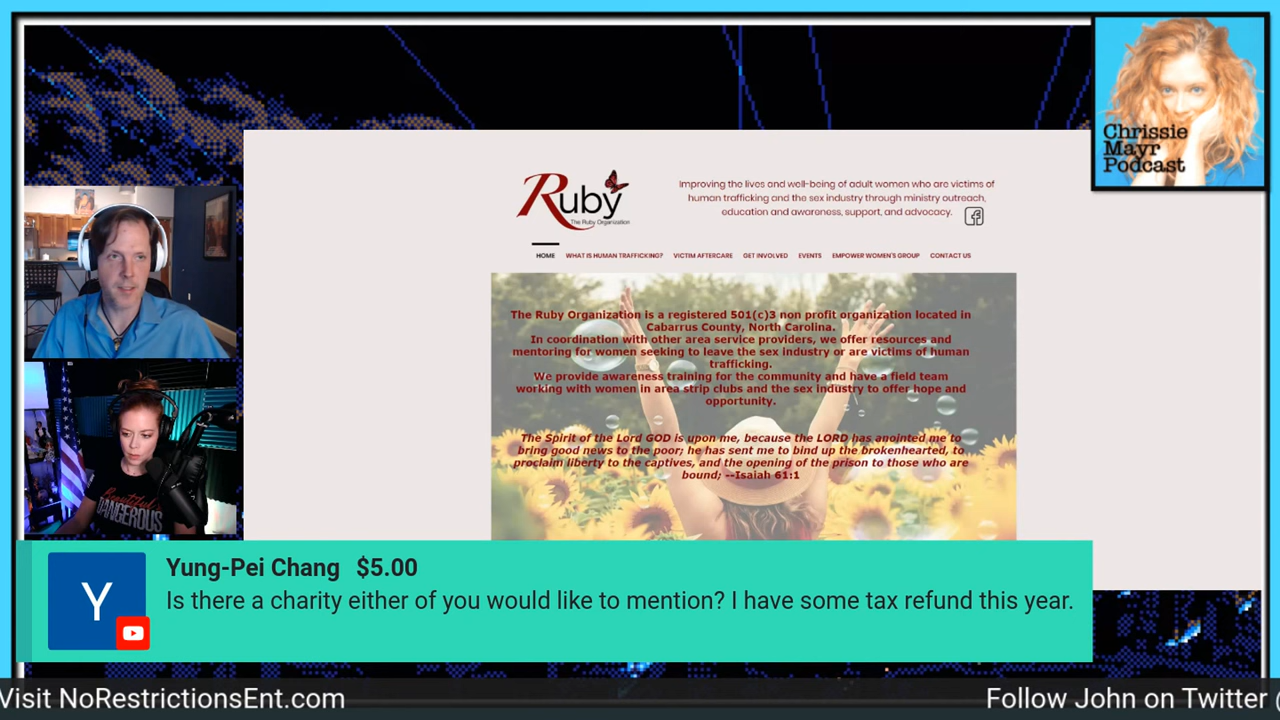 Chrissie
Mayr
Podcast
Ruby
The Ruby Organization
Improving the lives and well-being of adult women who are victims of
human trafficking and the sex industry through ministry outreach,
education and awareness, support, and advocacy.
HOME WHAT IS HUMAN TRAFFICKING? VICTIM AFTERCARE GET INVOLVED EVENTS EMPOWER WOMEN'S GROUP CONTACT US
The Ruby Organization is a registered 501(c)3 non profit organization located in
Cabarrus County, North Carolina.
In coordination with other area service providers, we offer resources and
mentoring for women seeking to leave the sex industry or are victims of human
trafficking.
We provide awareness training for the community and have a field team
working with women in area strip clubs and the sex industry to offer hope and
opportunity.
The Spirit of the Lord GOD is upon me, because the LORD has anointed me to
bring good news to the poor; he has sent me to bind up the brokenhearted, to
proclaim liberty to the captives, and the opening of the prison to those who are
bound; --Isaiah 61:1
Beautiful
DANGEROUS
Y
Yung-Pei Chang $5.00
Is there a charity either of you would like to mention? I have some tax refund this year.
Visit NoRestrictionsEnt.com
Follow John on Twitter